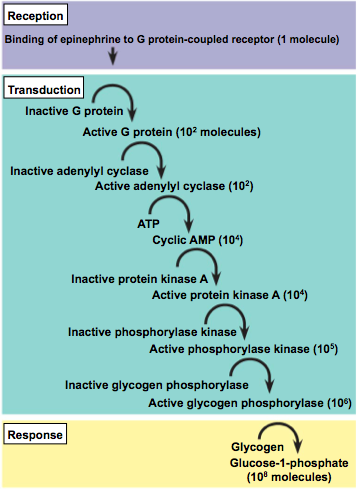 Reception
Binding of epinephrine to G protein-coupled receptor (1 molecule)
Transduction
Inactive G protein
Active G protein (10² molecules)
Inactive adenylyl cyclase
Active adenylyl cyclase (10²)
ATP
Cyclic AMP (10⁴)
Inactive protein kinase A
Active protein kinase A (10⁴)
Inactive phosphorylase kinase
Active phosphorylase kinase (10⁵)
Inactive glycogen phosphorylase
Active glycogen phosphorylase (10⁶)
Response
Glycogen
Glucose-1-phosphate
(10⁸ molecules)